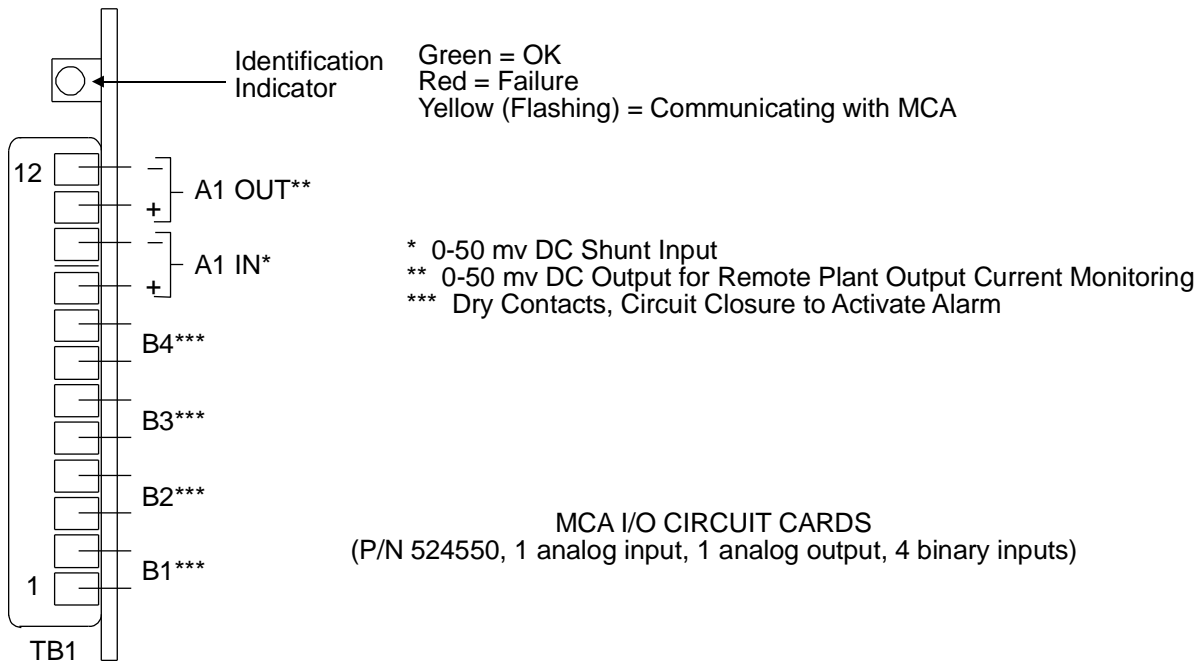 Identification
Indicator
Green = OK
Red = Failure
Yellow (Flashing) = Communicating with MCA
12
−
A1 OUT**
+
−
A1 IN*
+
* 0-50 mv DC Shunt Input
** 0-50 mv DC Output for Remote Plant Output Current Monitoring
*** Dry Contacts, Circuit Closure to Activate Alarm
B4***
B3***
B2***
B1***
1
TB1
MCA I/O CIRCUIT CARDS
(P/N 524550, 1 analog input, 1 analog output, 4 binary inputs)